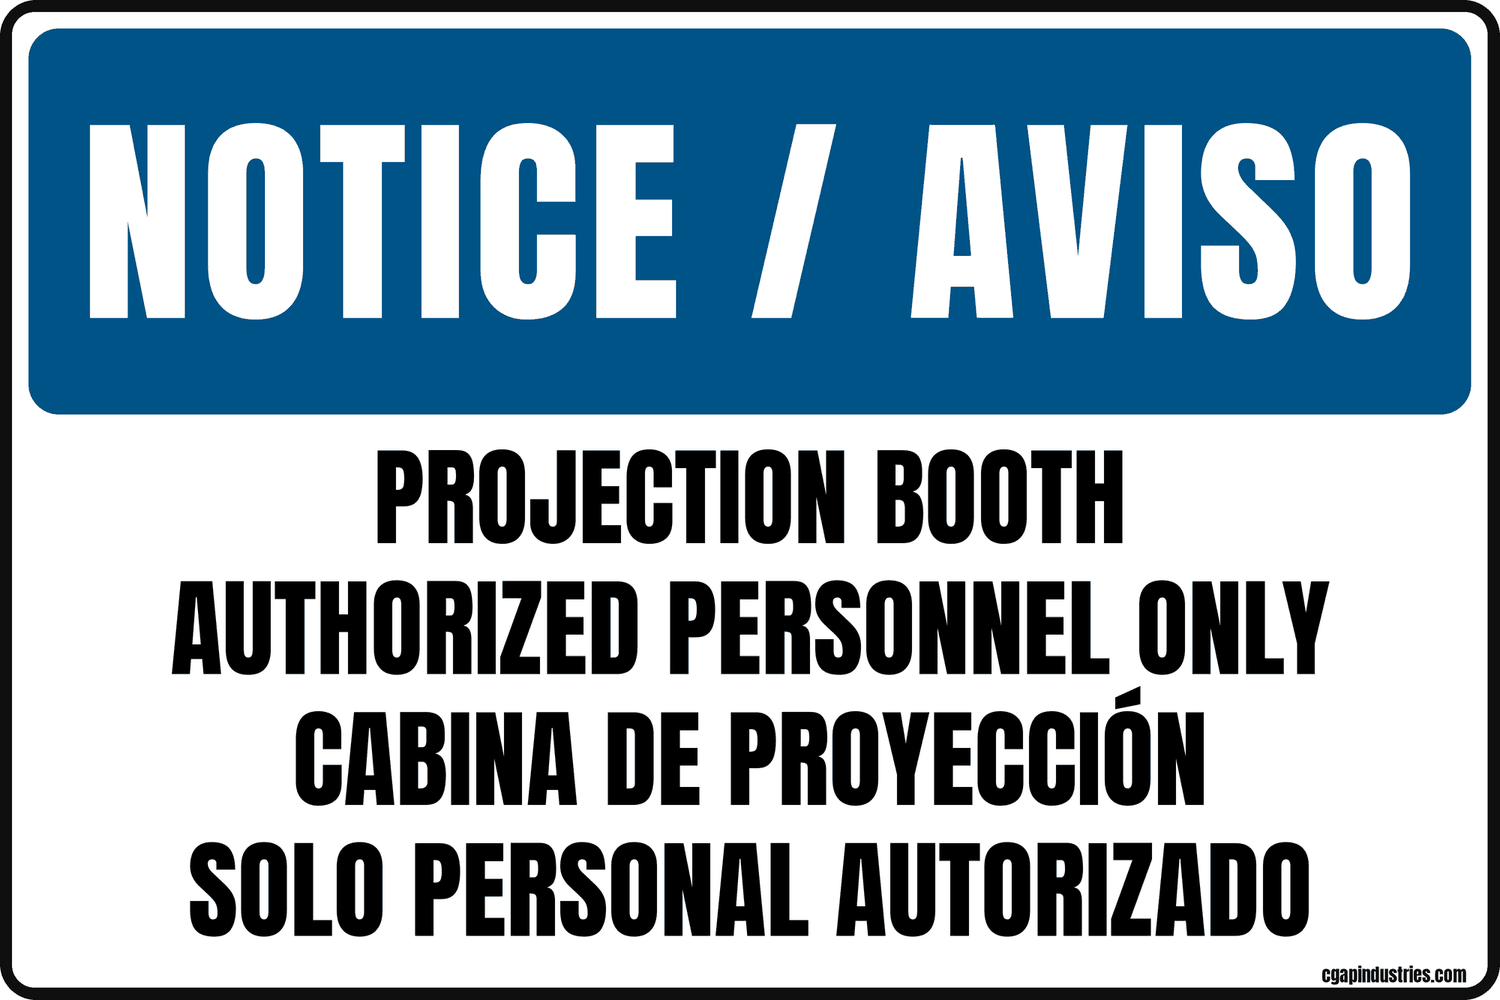 NOTICE / AVISO
PROJECTION BOOTH
AUTHORIZED PERSONNEL ONLY
CABINA DE PROYECCIÓN
SOLO PERSONAL AUTORIZADO
cgapindustries.com